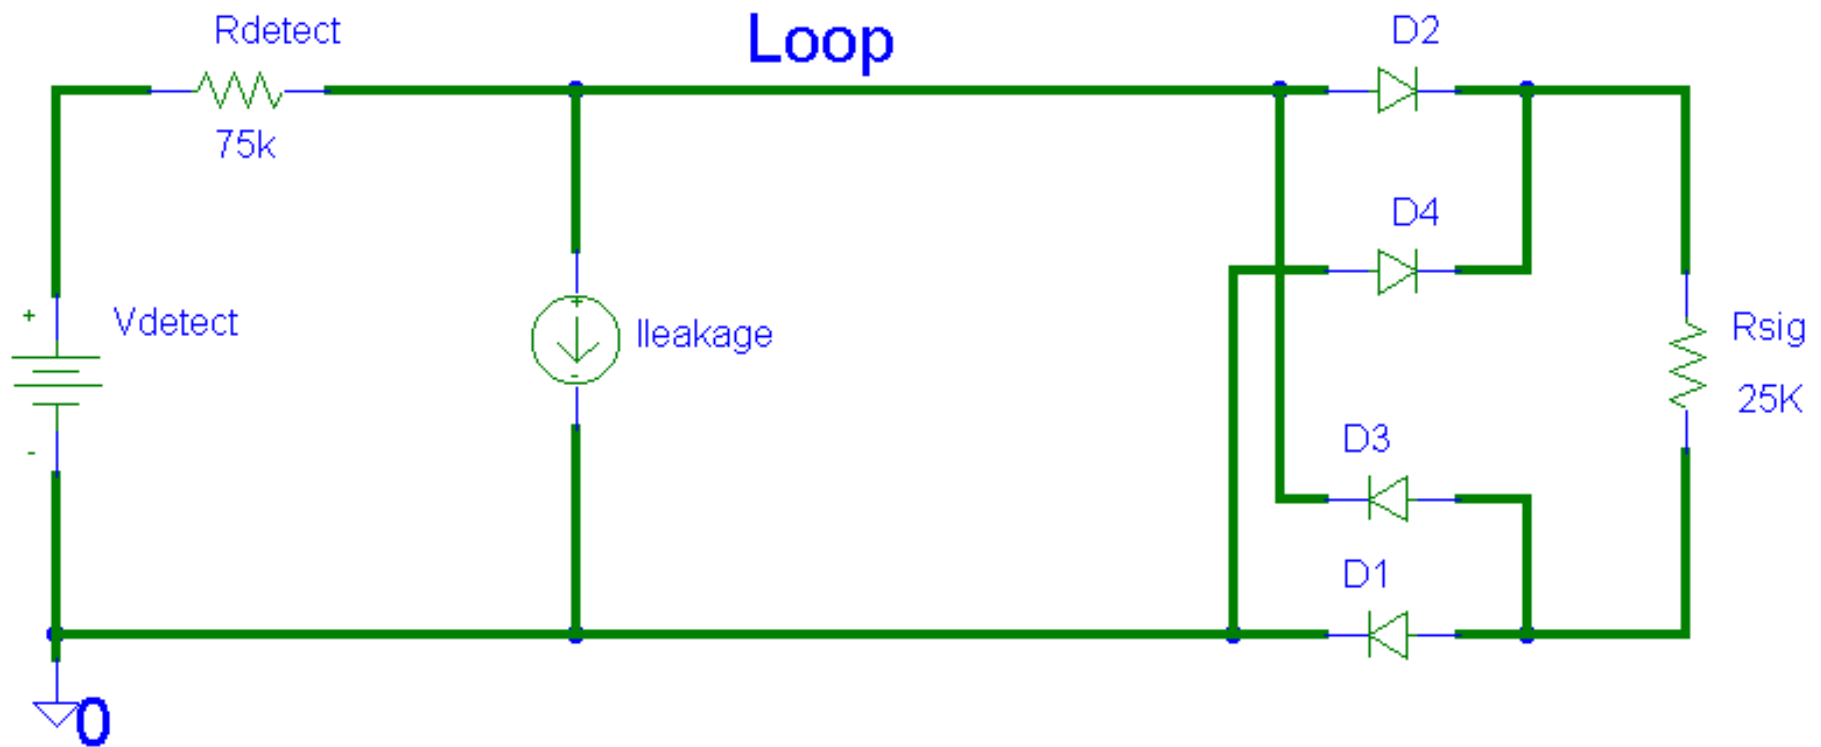 Rdetect
Loop
D2
75k
D4
+
Vdetect
+
Ileakage
-
Rsig
25K
-
D3
D1
0